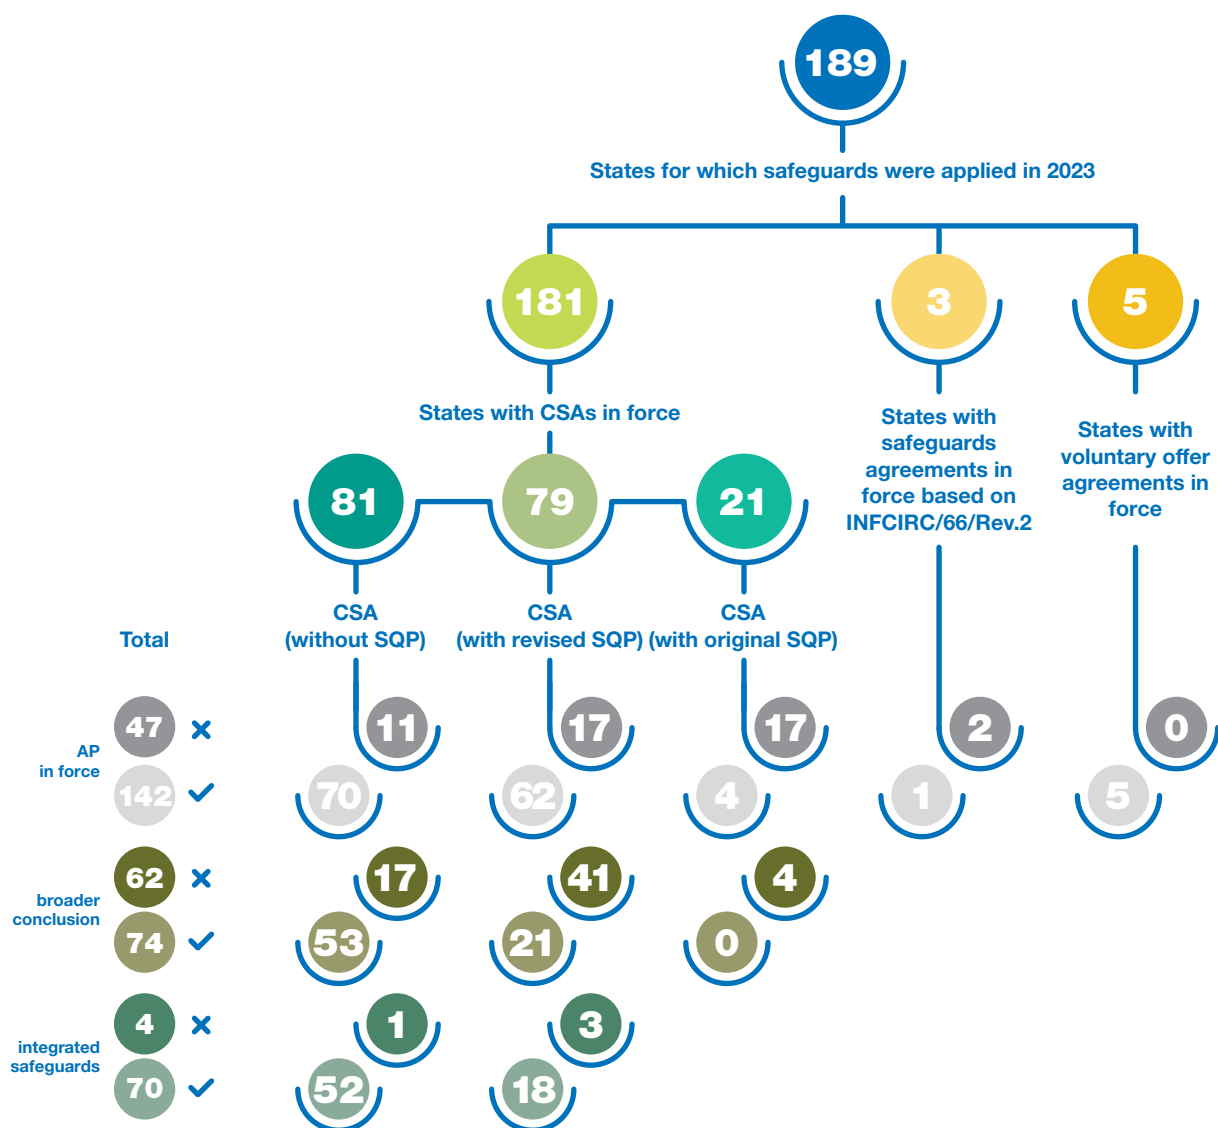 189
States for which safeguards were applied in 2023
181
3
5
States with CSAs in force
States with
safeguards
agreements in
force based on
INFCIRC/66/Rev.2
States with
voluntary offer
agreements in
force
81
79
21
CSA
(without SQP)
CSA
(with revised SQP)
CSA
(with original SQP)
Total
AP
in force
47
11
17
17
2
0
142
70
62
4
1
5
broader
conclusion
62
17
41
4
74
53
21
0
integrated
safeguards
4
1
3
70
52
18